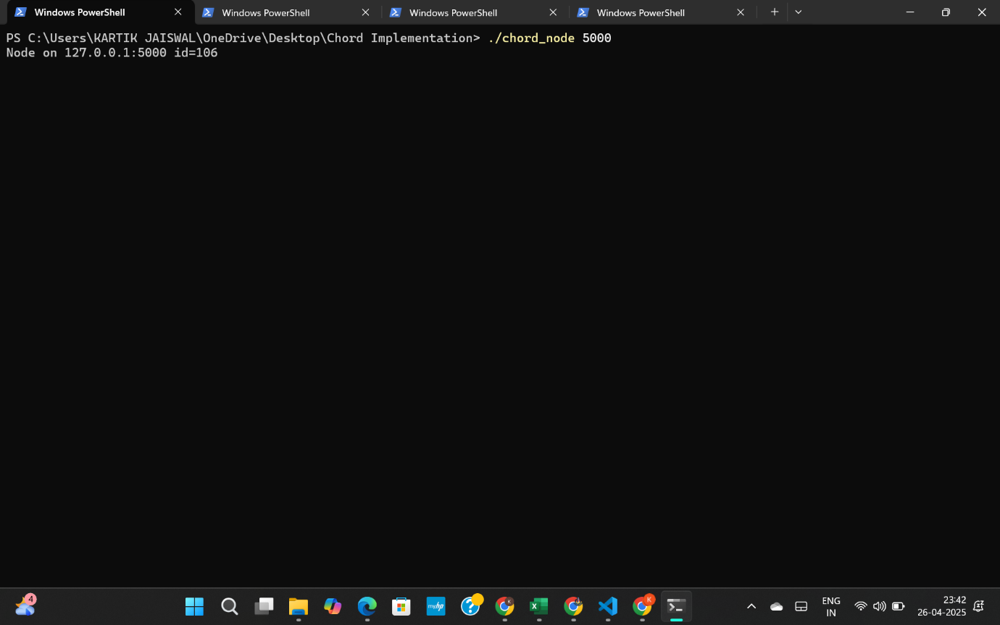 Windows PowerShell
Windows PowerShell
Windows PowerShell
Windows PowerShell
PS C:\Users\KARTIK JAISWAL\OneDrive\Desktop\Chord Implementation> ./chord_node 5000
Node on 127.0.0.1:5000 id=106
4
myhp
K
K
ENG
IN
23:42
26-04-2025